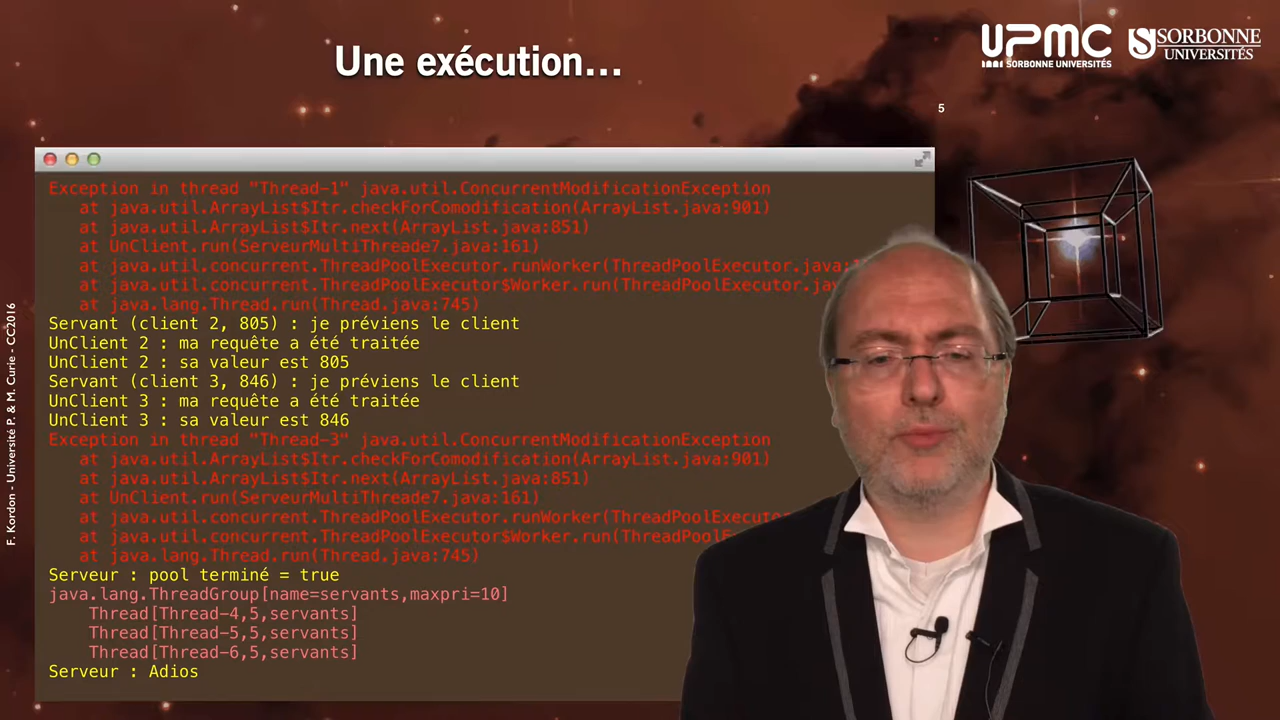 Une exécution...
UPMC
SORBONNE UNIVERSITÉS
SORBONNE
UNIVERSITÉS
5
Exception in thread "Thread-1" java.util.ConcurrentModificationException
at java.util.ArrayList$Itr.checkForComodification(ArrayList.java:901)
at java.util.ArrayList$Itr.next(ArrayList.java:851)
at UnClient.run(ServeurMultiThreade7.java:161)
at java.util.concurrent.ThreadPoolExecutor.runWorker(ThreadPoolExecutor.java:
at java.util.concurrent.ThreadPoolExecutor$Worker.run(ThreadPoolExecutor.jav
at java.lang.Thread.run(Thread.java:745)
Servant (client 2, 805) : je préviens le client
UnClient 2 : ma requête a été traitée
UnClient 2 : sa valeur est 805
Servant (client 3, 846) : je préviens le client
UnClient 3 : ma requête a été traitée
UnClient 3 : sa valeur est 846
Exception in thread "Thread-3" java.util.ConcurrentModificationException
at java.util.ArrayList$Itr.checkForComodification(ArrayList.java:901)
at java.util.ArrayList$Itr.next(ArrayList.java:851)
at UnClient.run(ServeurMultiThreade7.java:161)
at java.util.concurrent.ThreadPoolExecutor.runWorker(ThreadPoolExecuto
at java.util.concurrent.ThreadPoolExecutor$Worker.run(ThreadPoolE
at java.lang.Thread.run(Thread.java:745)
Serveur : pool terminé = true
java.lang.ThreadGroup[name=servants,maxpri=10]
Thread[Thread-4,5,servants]
Thread[Thread-5,5,servants]
Thread[Thread-6,5,servants]
Serveur : Adios
F. Kordon - Université P. & M. Curie - CC2016